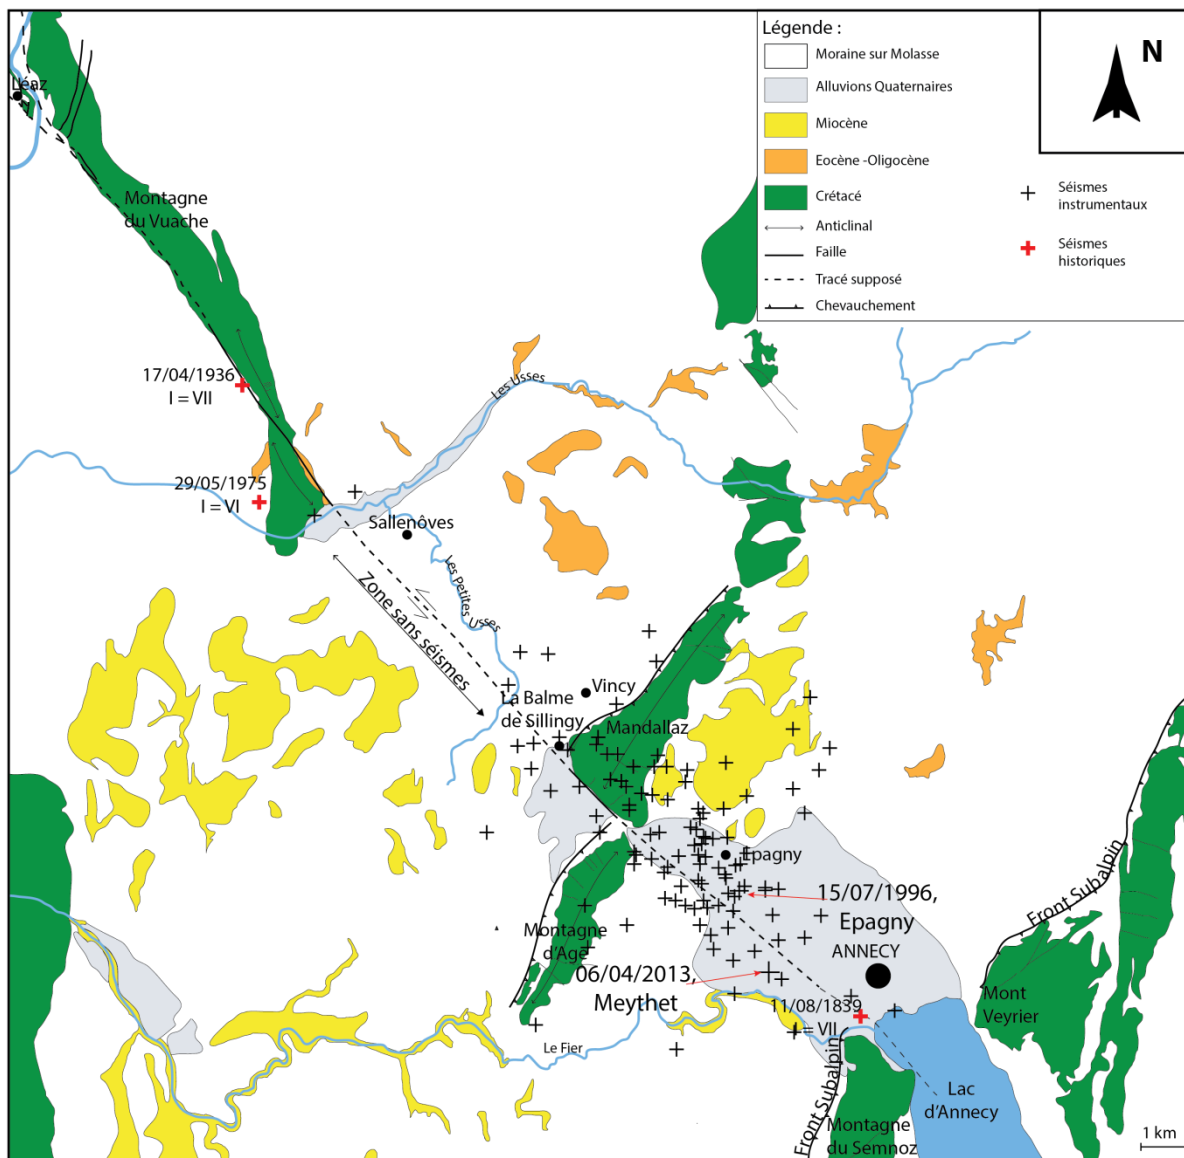 Légende :
Moraine sur Molasse
Alluvions Quaternaires
Miocène
Eocène -Oligocène
Crétacé
Anticlinal
Faille
Tracé supposé
Chevauchement
N
Séismes
instrumentaux
Séismes
historiques
Léaz
Montagne
du Vuache
17/04/1936
I = VII
29/05/1975
I = VI
Les Usses
Sallenôves
Les Petites Usses
Zone sans séismes
La Balme
de Sillingy
Vincy
Mandallaz
Epagny
15/07/1996,
Epagny
ANNECY
Montagne
d'Age
06/04/2013,
Meythet
11/08/1839
I = VII
Le Fier
Front Subalpin
Front Subalpin
Mont
Veyrier
Lac
d'Annecy
Montagne
du Semnoz
1 km